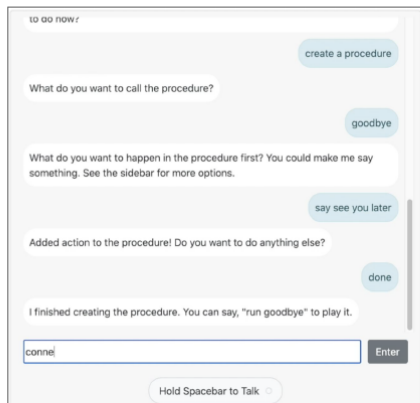 to do now?
create a procedure
What do you want to call the procedure?
goodbye
What do you want to happen in the procedure first? You could make me say
something. See the sidebar for more options.
say see you later
Added action to the procedure! Do you want to do anything else?
done
I finished creating the procedure. You can say, "run goodbye" to play it.
conne
Enter
Hold Spacebar to Talk